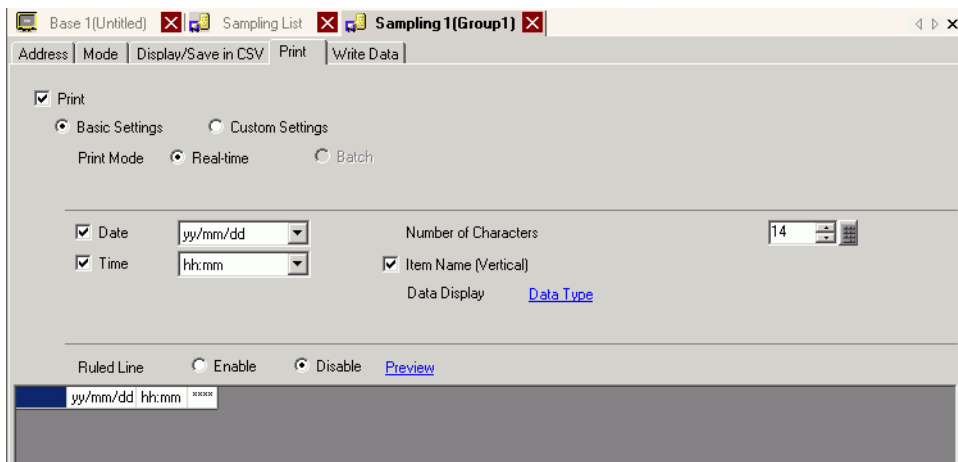 Base 1(Untitled) Sampling List Sampling 1(Group1)
Address Mode Display/Save in CSV Print Write Data
Print
Basic Settings Custom Settings
Print Mode Real-time Batch
Date yy/mm/dd Number of Characters 14
Time hh:mm Item Name (Vertical)
Data Display Data Type
Ruled Line Enable Disable Preview
yy/mm/dd hh:mm ****